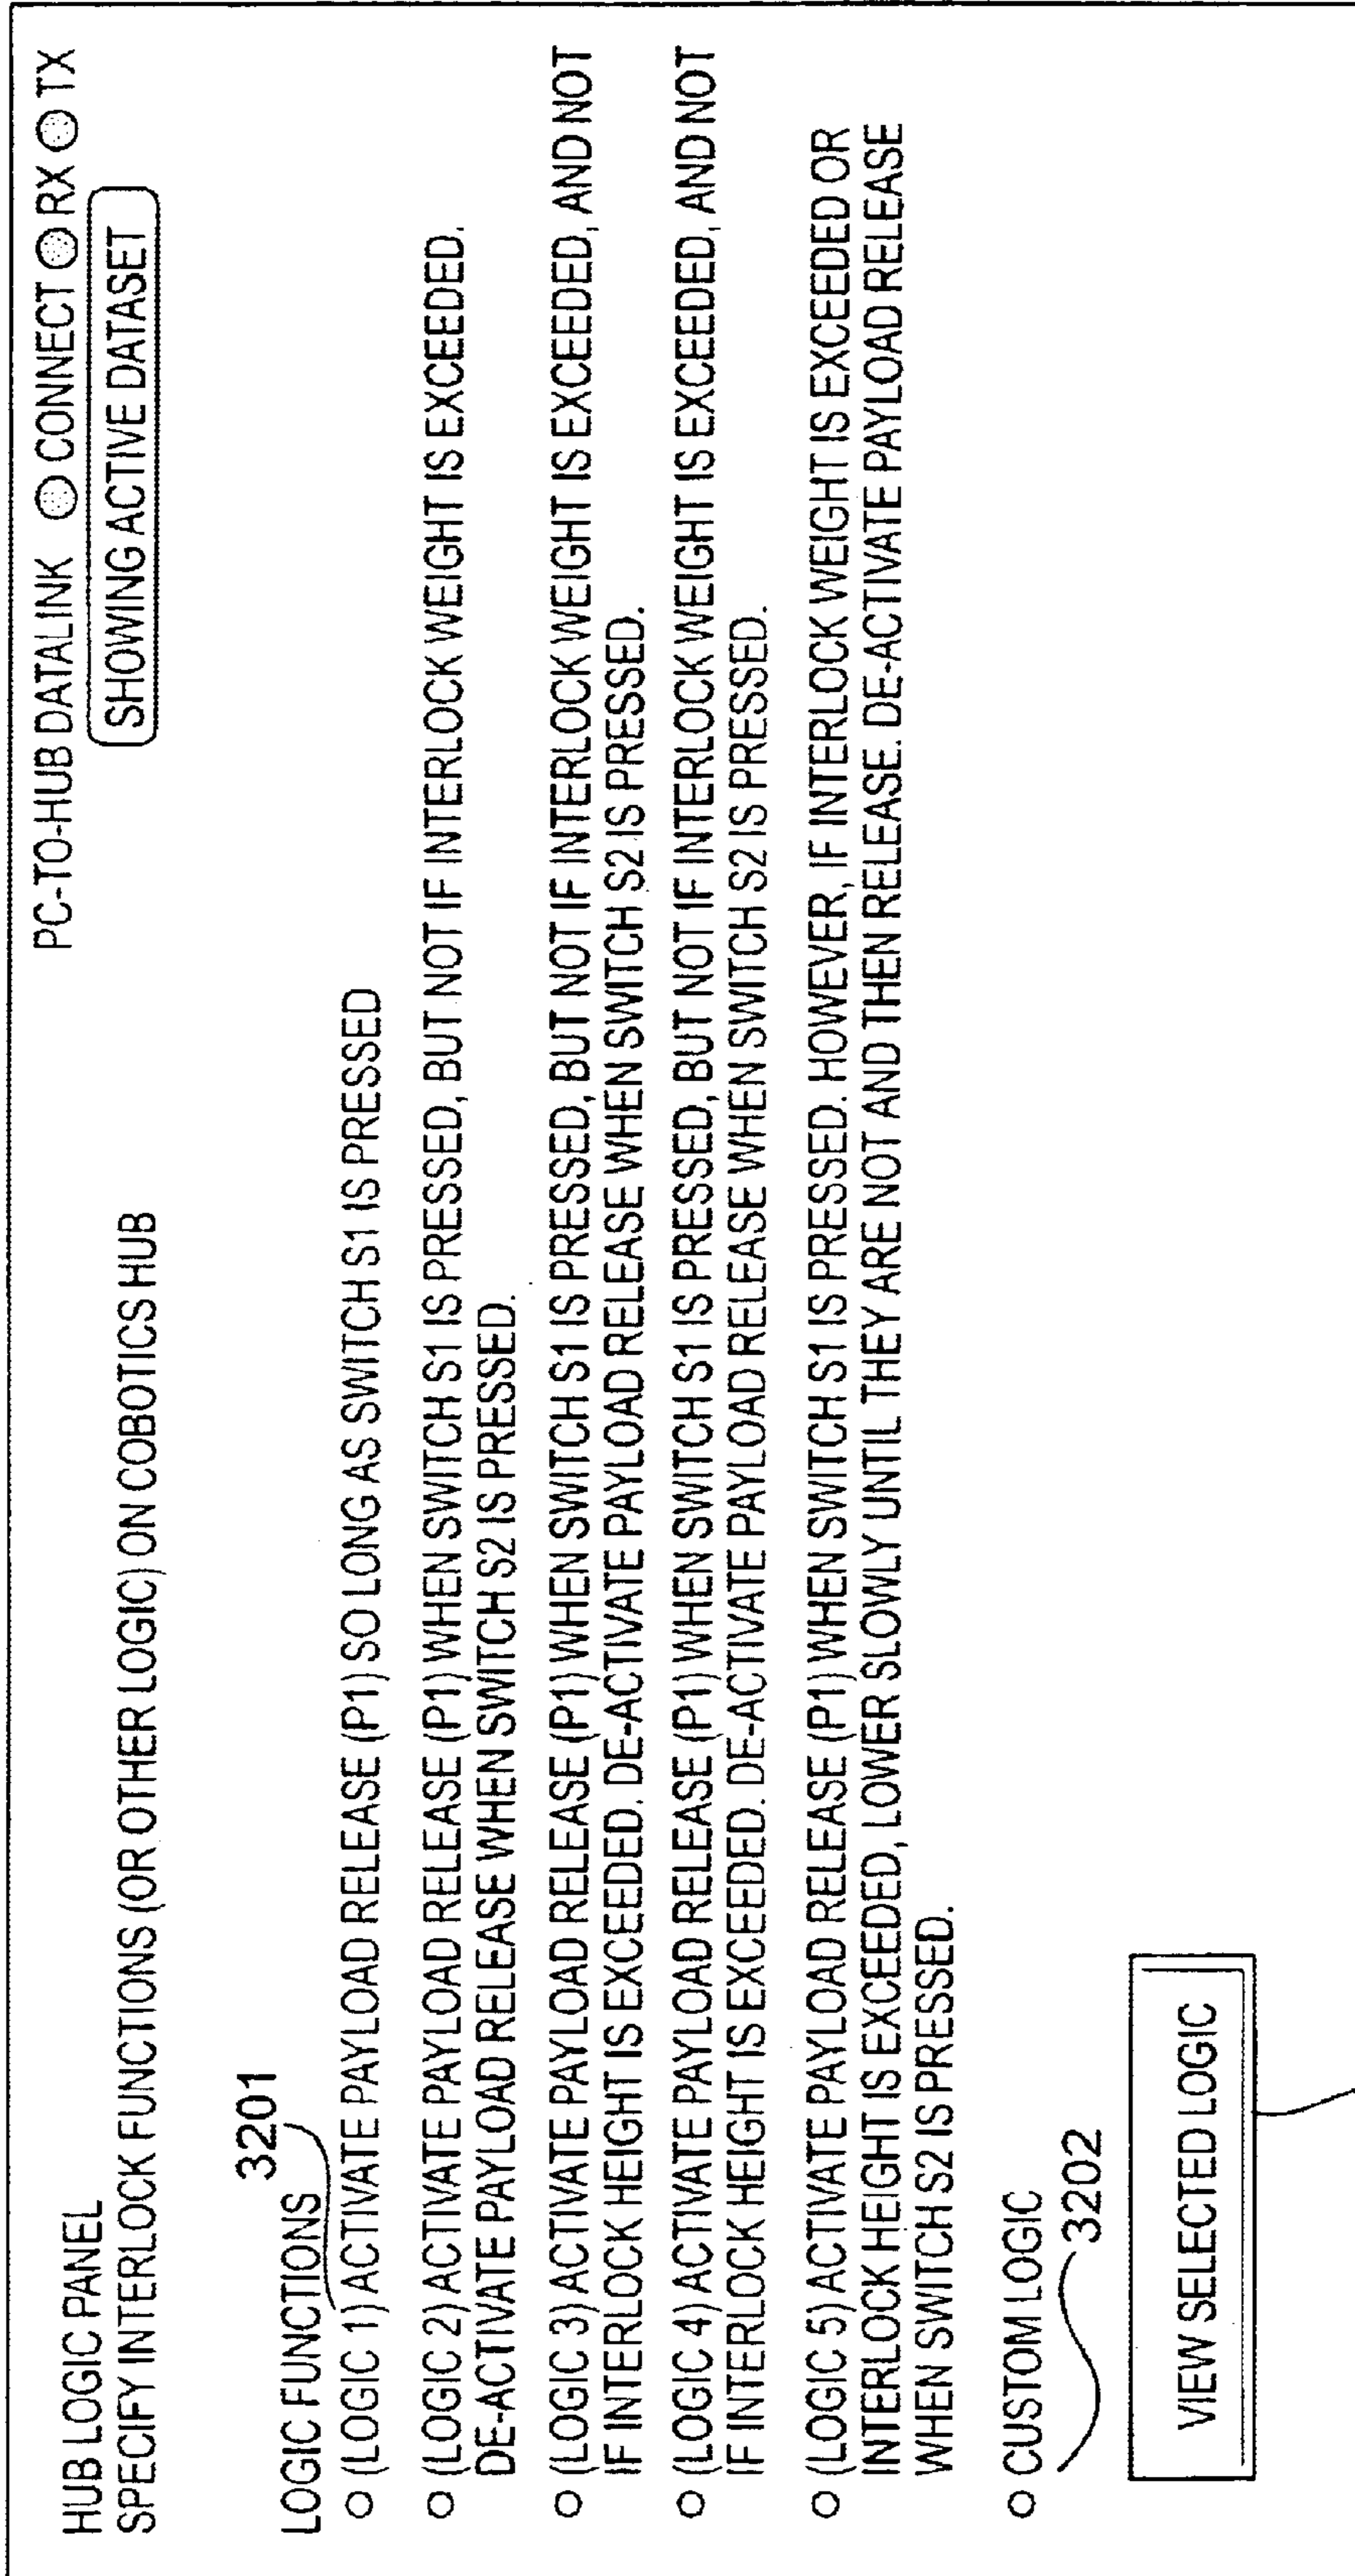 HUB LOGIC PANEL
SPECIFY INTERLOCK FUNCTIONS (OR OTHER LOGIC) ON COBOTICS HUB
PC-TO-HUB DATALINK CONNECT RX TX
SHOWING ACTIVE DATASET
3201
LOGIC FUNCTIONS
(LOGIC 1) ACTIVATE PAYLOAD RELEASE (P1) SO LONG AS SWITCH S1 IS PRESSED
(LOGIC 2) ACTIVATE PAYLOAD RELEASE (P1) WHEN SWITCH S1 IS PRESSED, BUT NOT IF INTERLOCK WEIGHT IS EXCEEDED.
DE-ACTIVATE PAYLOAD RELEASE WHEN SWITCH S2 IS PRESSED.
(LOGIC 3) ACTIVATE PAYLOAD RELEASE (P1) WHEN SWITCH S1 IS PRESSED, BUT NOT IF INTERLOCK WEIGHT IS EXCEEDED, AND NOT
IF INTERLOCK HEIGHT IS EXCEEDED. DE-ACTIVATE PAYLOAD RELEASE WHEN SWITCH S2 IS PRESSED.
(LOGIC 4) ACTIVATE PAYLOAD RELEASE (P1) WHEN SWITCH S1 IS PRESSED, BUT NOT IF INTERLOCK WEIGHT IS EXCEEDED, AND NOT
IF INTERLOCK HEIGHT IS EXCEEDED. DE-ACTIVATE PAYLOAD RELEASE WHEN SWITCH S2 IS PRESSED.
(LOGIC 5) ACTIVATE PAYLOAD RELEASE (P1) WHEN SWITCH S1 IS PRESSED. HOWEVER, IF INTERLOCK WEIGHT IS EXCEEDED OR
INTERLOCK HEIGHT IS EXCEEDED, LOWER SLOWLY UNTIL THEY ARE NOT AND THEN RELEASE. DE-ACTIVATE PAYLOAD RELEASE
WHEN SWITCH S2 IS PRESSED.
CUSTOM LOGIC
3202
VIEW SELECTED LOGIC